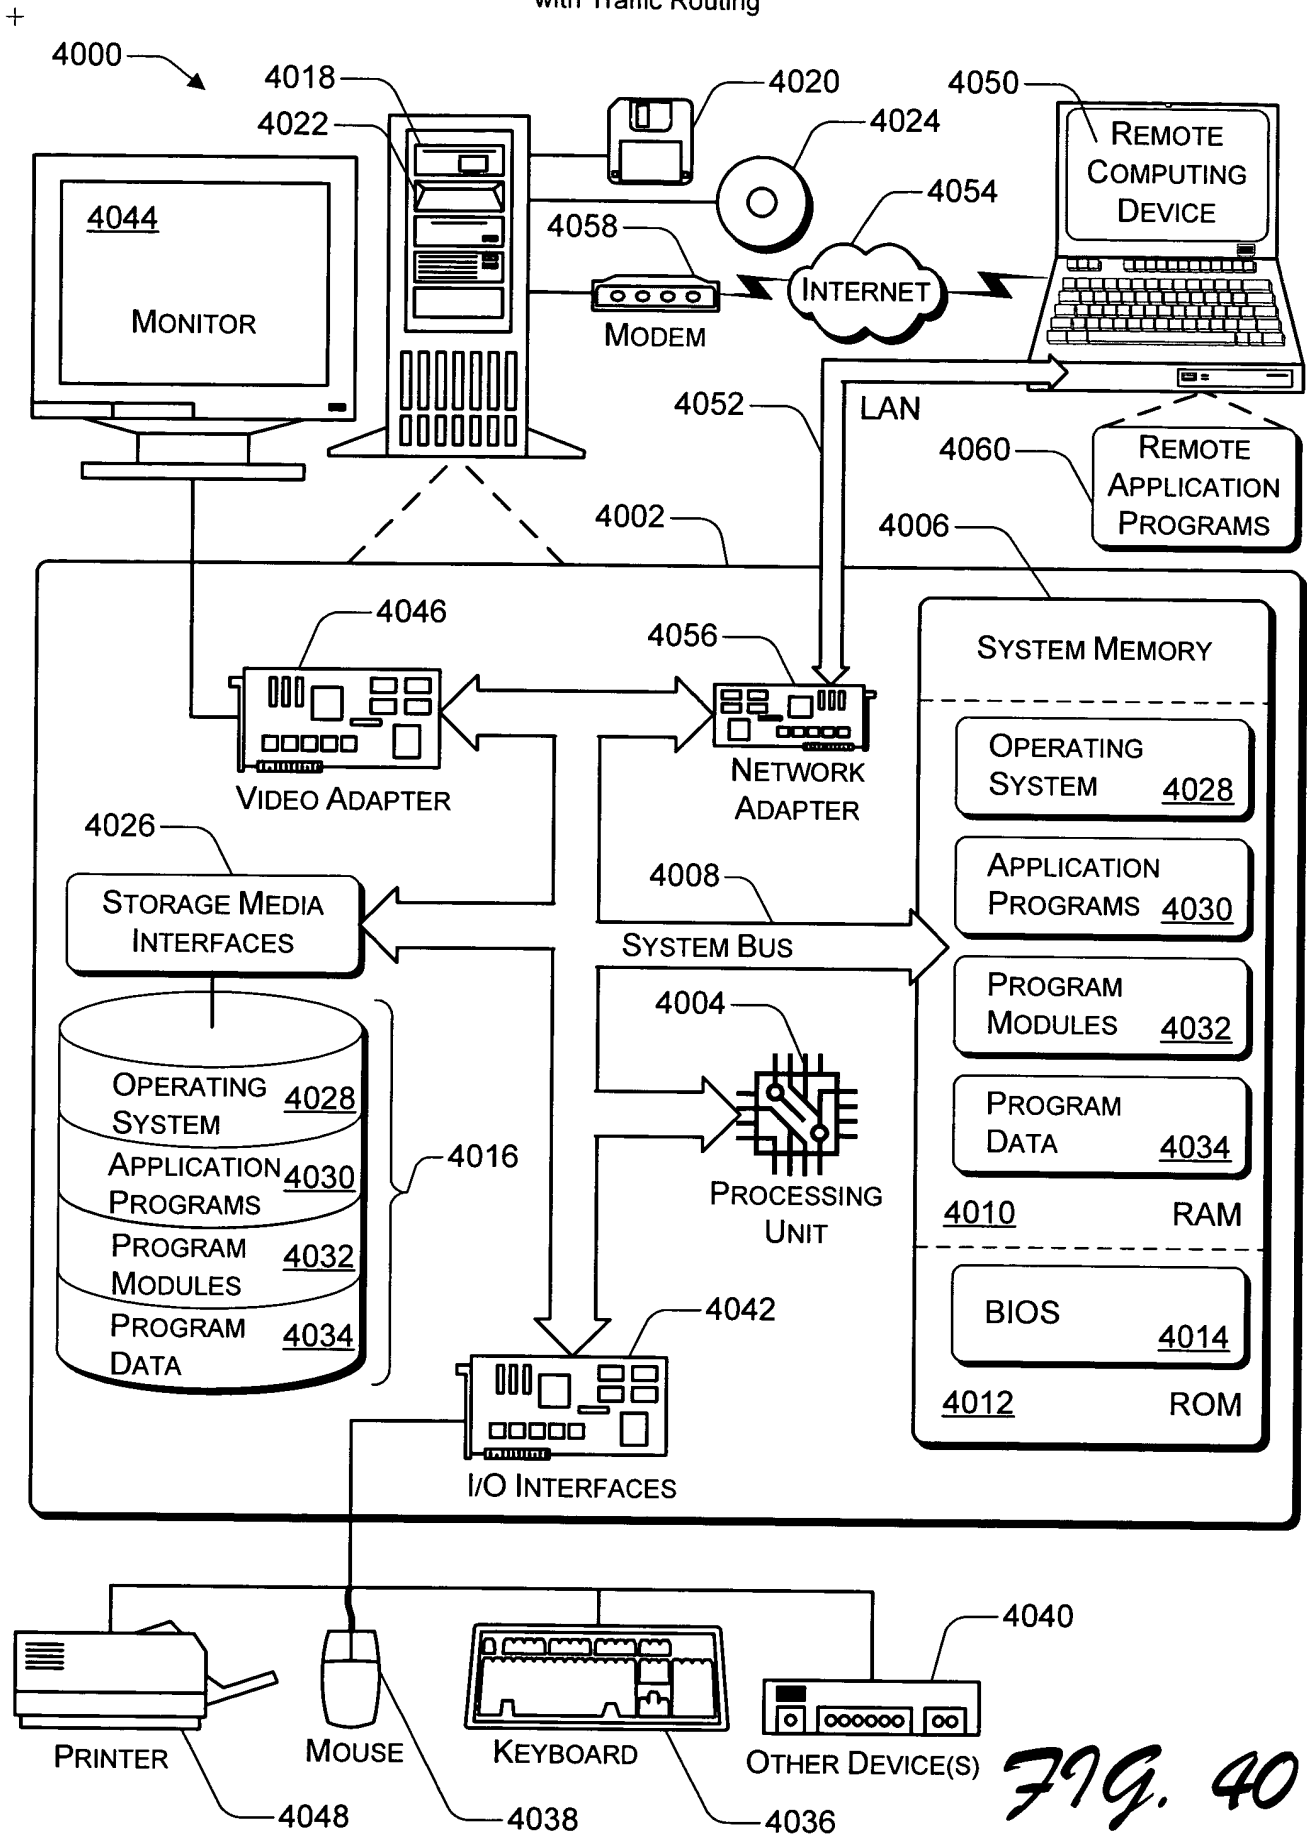 with Traffic Routing
4000
4018
4022
4020
4024
4050
REMOTE
COMPUTING
DEVICE
4044
MONITOR
4058
MODEM
4054
INTERNET
4052
LAN
4060
REMOTE
APPLICATION
PROGRAMS
4002
4006
4046
VIDEO ADAPTER
4056
NETWORK
ADAPTER
SYSTEM MEMORY
OPERATING
SYSTEM 4028
APPLICATION
PROGRAMS 4030
PROGRAM
MODULES 4032
PROGRAM
DATA 4034
4010 RAM
BIOS
4014
4012 ROM
4026
STORAGE MEDIA
INTERFACES
4008
SYSTEM BUS
4004
PROCESSING
UNIT
OPERATING
SYSTEM 4028
APPLICATION
PROGRAMS 4030
PROGRAM
MODULES 4032
PROGRAM
DATA 4034
4016
4042
I/O INTERFACES
PRINTER
4048
MOUSE
4038
KEYBOARD
4036
4040
OTHER DEVICE(S)
FIG. 40